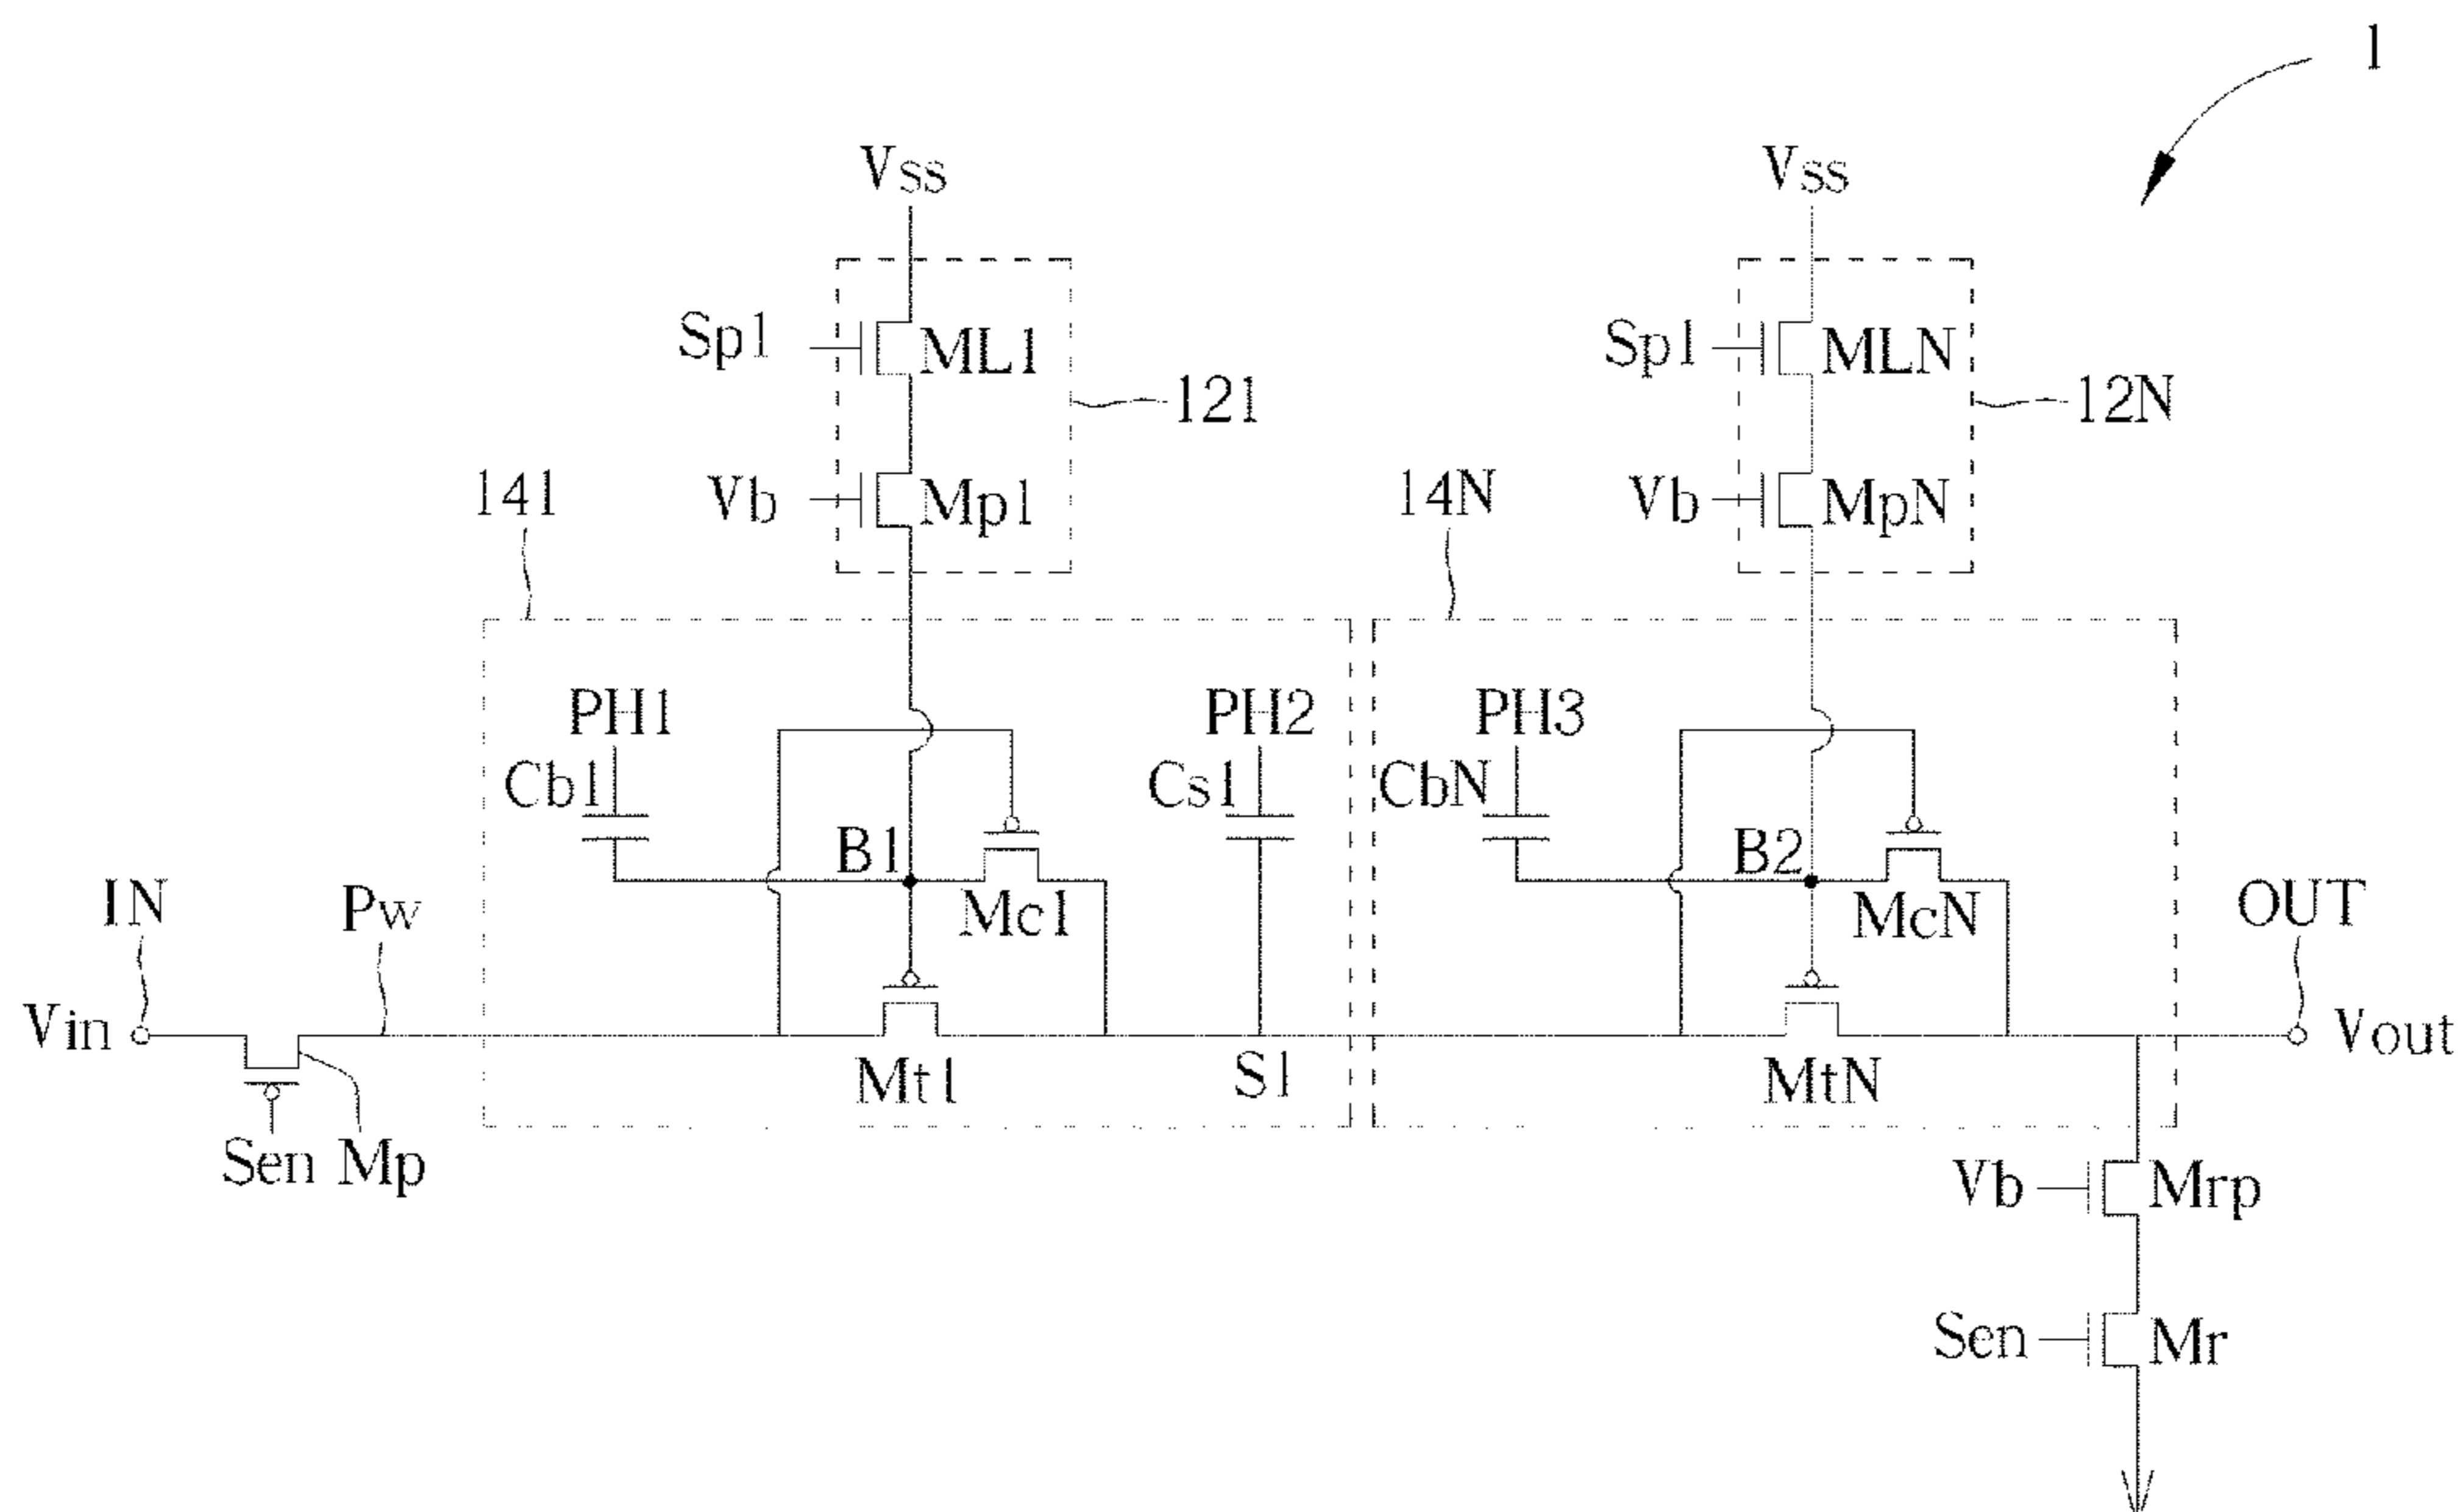 1
Vss
Vss
Sp1
ML1
Sp1
MLN
121
12N
141
Vb
Mp1
14N
Vb
MpN
PH1
PH2
PH3
Cb1
Cs1
CbN
B1
B2
IN
Pw
Mc1
McN
OUT
Vin
Mt1
S1
MtN
Vout
Sen
Mp
Vb
Mrp
Sen
Mr